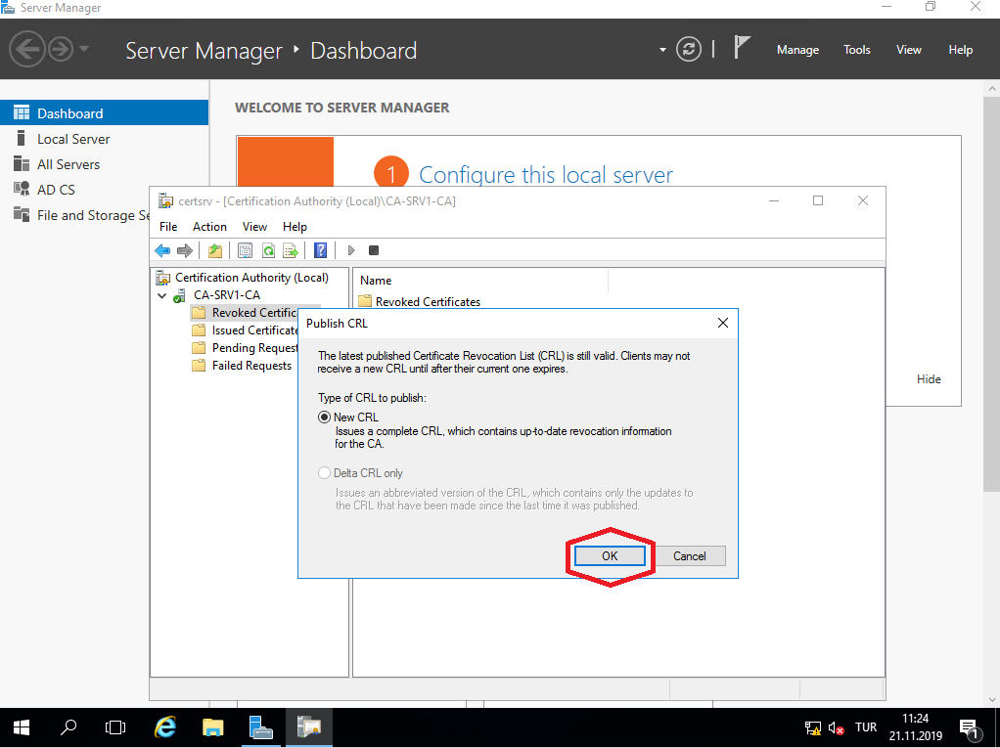 Server Manager
Server Manager
Dashboard
Manage
Tools
View
Help
Dashboard
Local Server
All Servers
AD CS
File and Storage Se
WELCOME TO SERVER MANAGER
1
Configure this local server
Hide
certsrv - [Certification Authority (Local)\CA-SRV1-CA]
File
Action
View
Help
Certification Authority (Local)
CA-SRV1-CA
Revoked Certific
Issued Certificate
Pending Request
Failed Requests
Name
Revoked Certificates
Publish CRL
The latest published Certificate Revocation List (CRL) is still valid. Clients may not
receive a new CRL until after their current one expires.
Type of CRL to publish:
New CRL
Issues a complete CRL, which contains up-to-date revocation information
for the CA.
Delta CRL only
Issues an abbreviated version of the CRL, which contains only the updates to
the CRL that have been made since the last time it was published.
OK
Cancel
TUR
11:24
21.11.2019
1